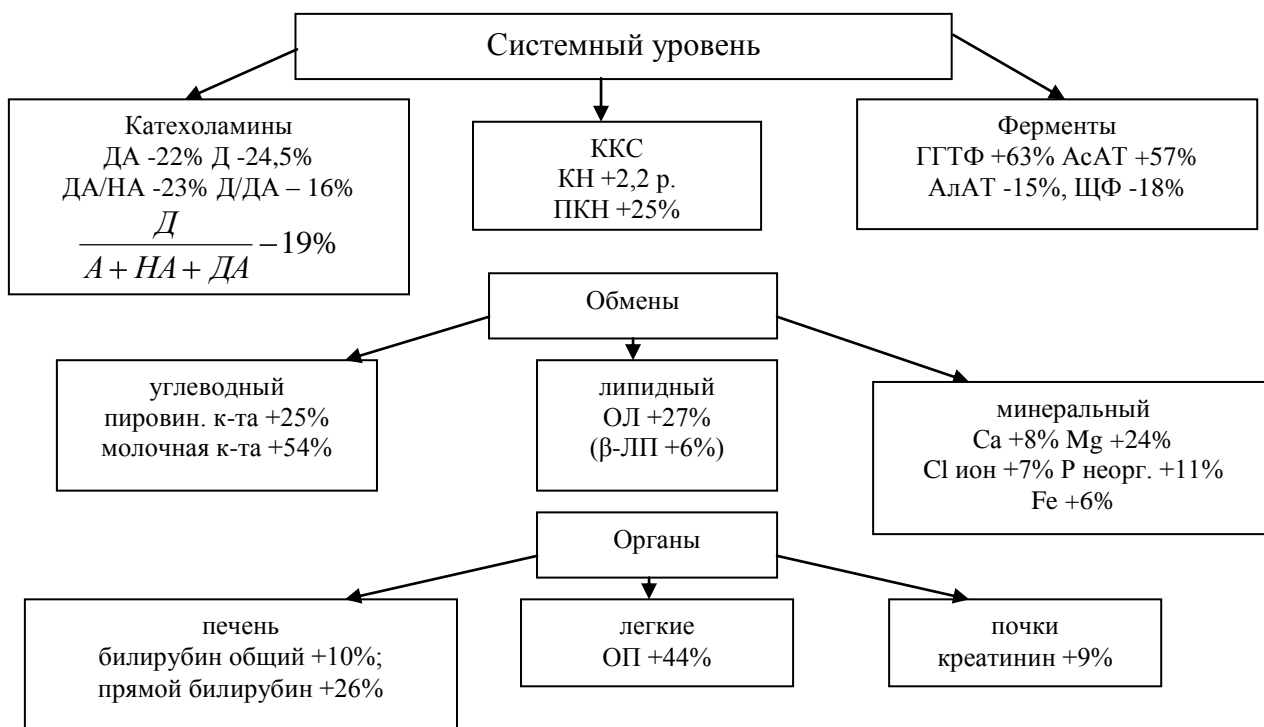 Системный уровень
Катехоламины
ДА -22% Д -24,5%
ДА/НА -23% Д/ДА – 16%
Д
А + НА + ДА
−19%
ККС
КН +2,2 р.
ПКН +25%
Ферменты
ГГТФ +63% АсАТ +57%
АлАТ -15%, ЩФ -18%
Обмены
углеводный
пировин. к-та +25%
молочная к-та +54%
липидный
ОЛ +27%
(β-ЛП +6%)
минеральный
Ca +8% Mg +24%
Cl ион +7% Р неорг. +11%
Fe +6%
Органы
печень
билирубин общий +10%;
прямой билирубин +26%
легкие
ОП +44%
почки
креатинин +9%